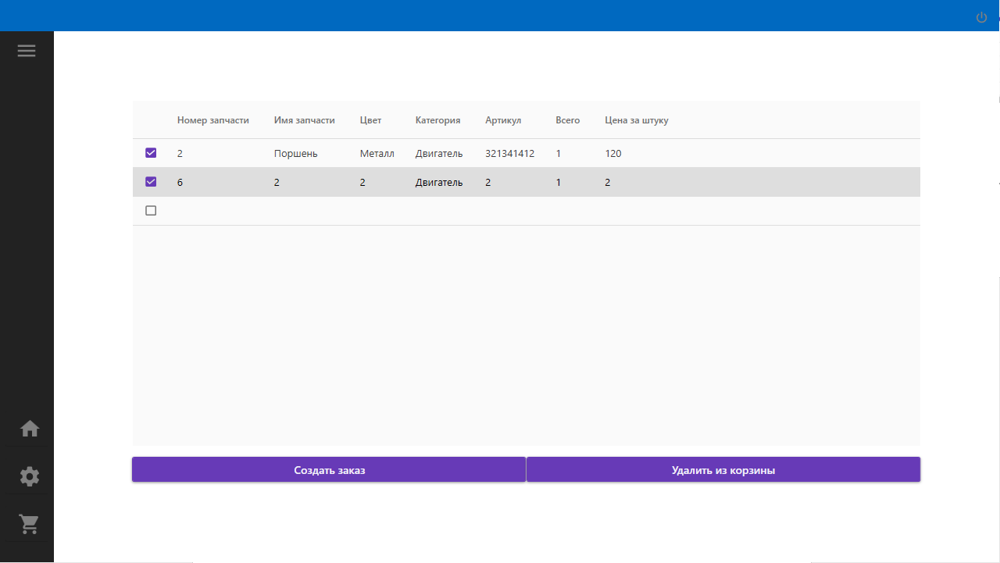 Номер запчасти Имя запчасти Цвет Категория Артикул Всего Цена за штуку
2 Поршень Металл Двигатель 321341412 1 120
6 2 2 Двигатель 2 1 2
Создать заказ Удалить из корзины